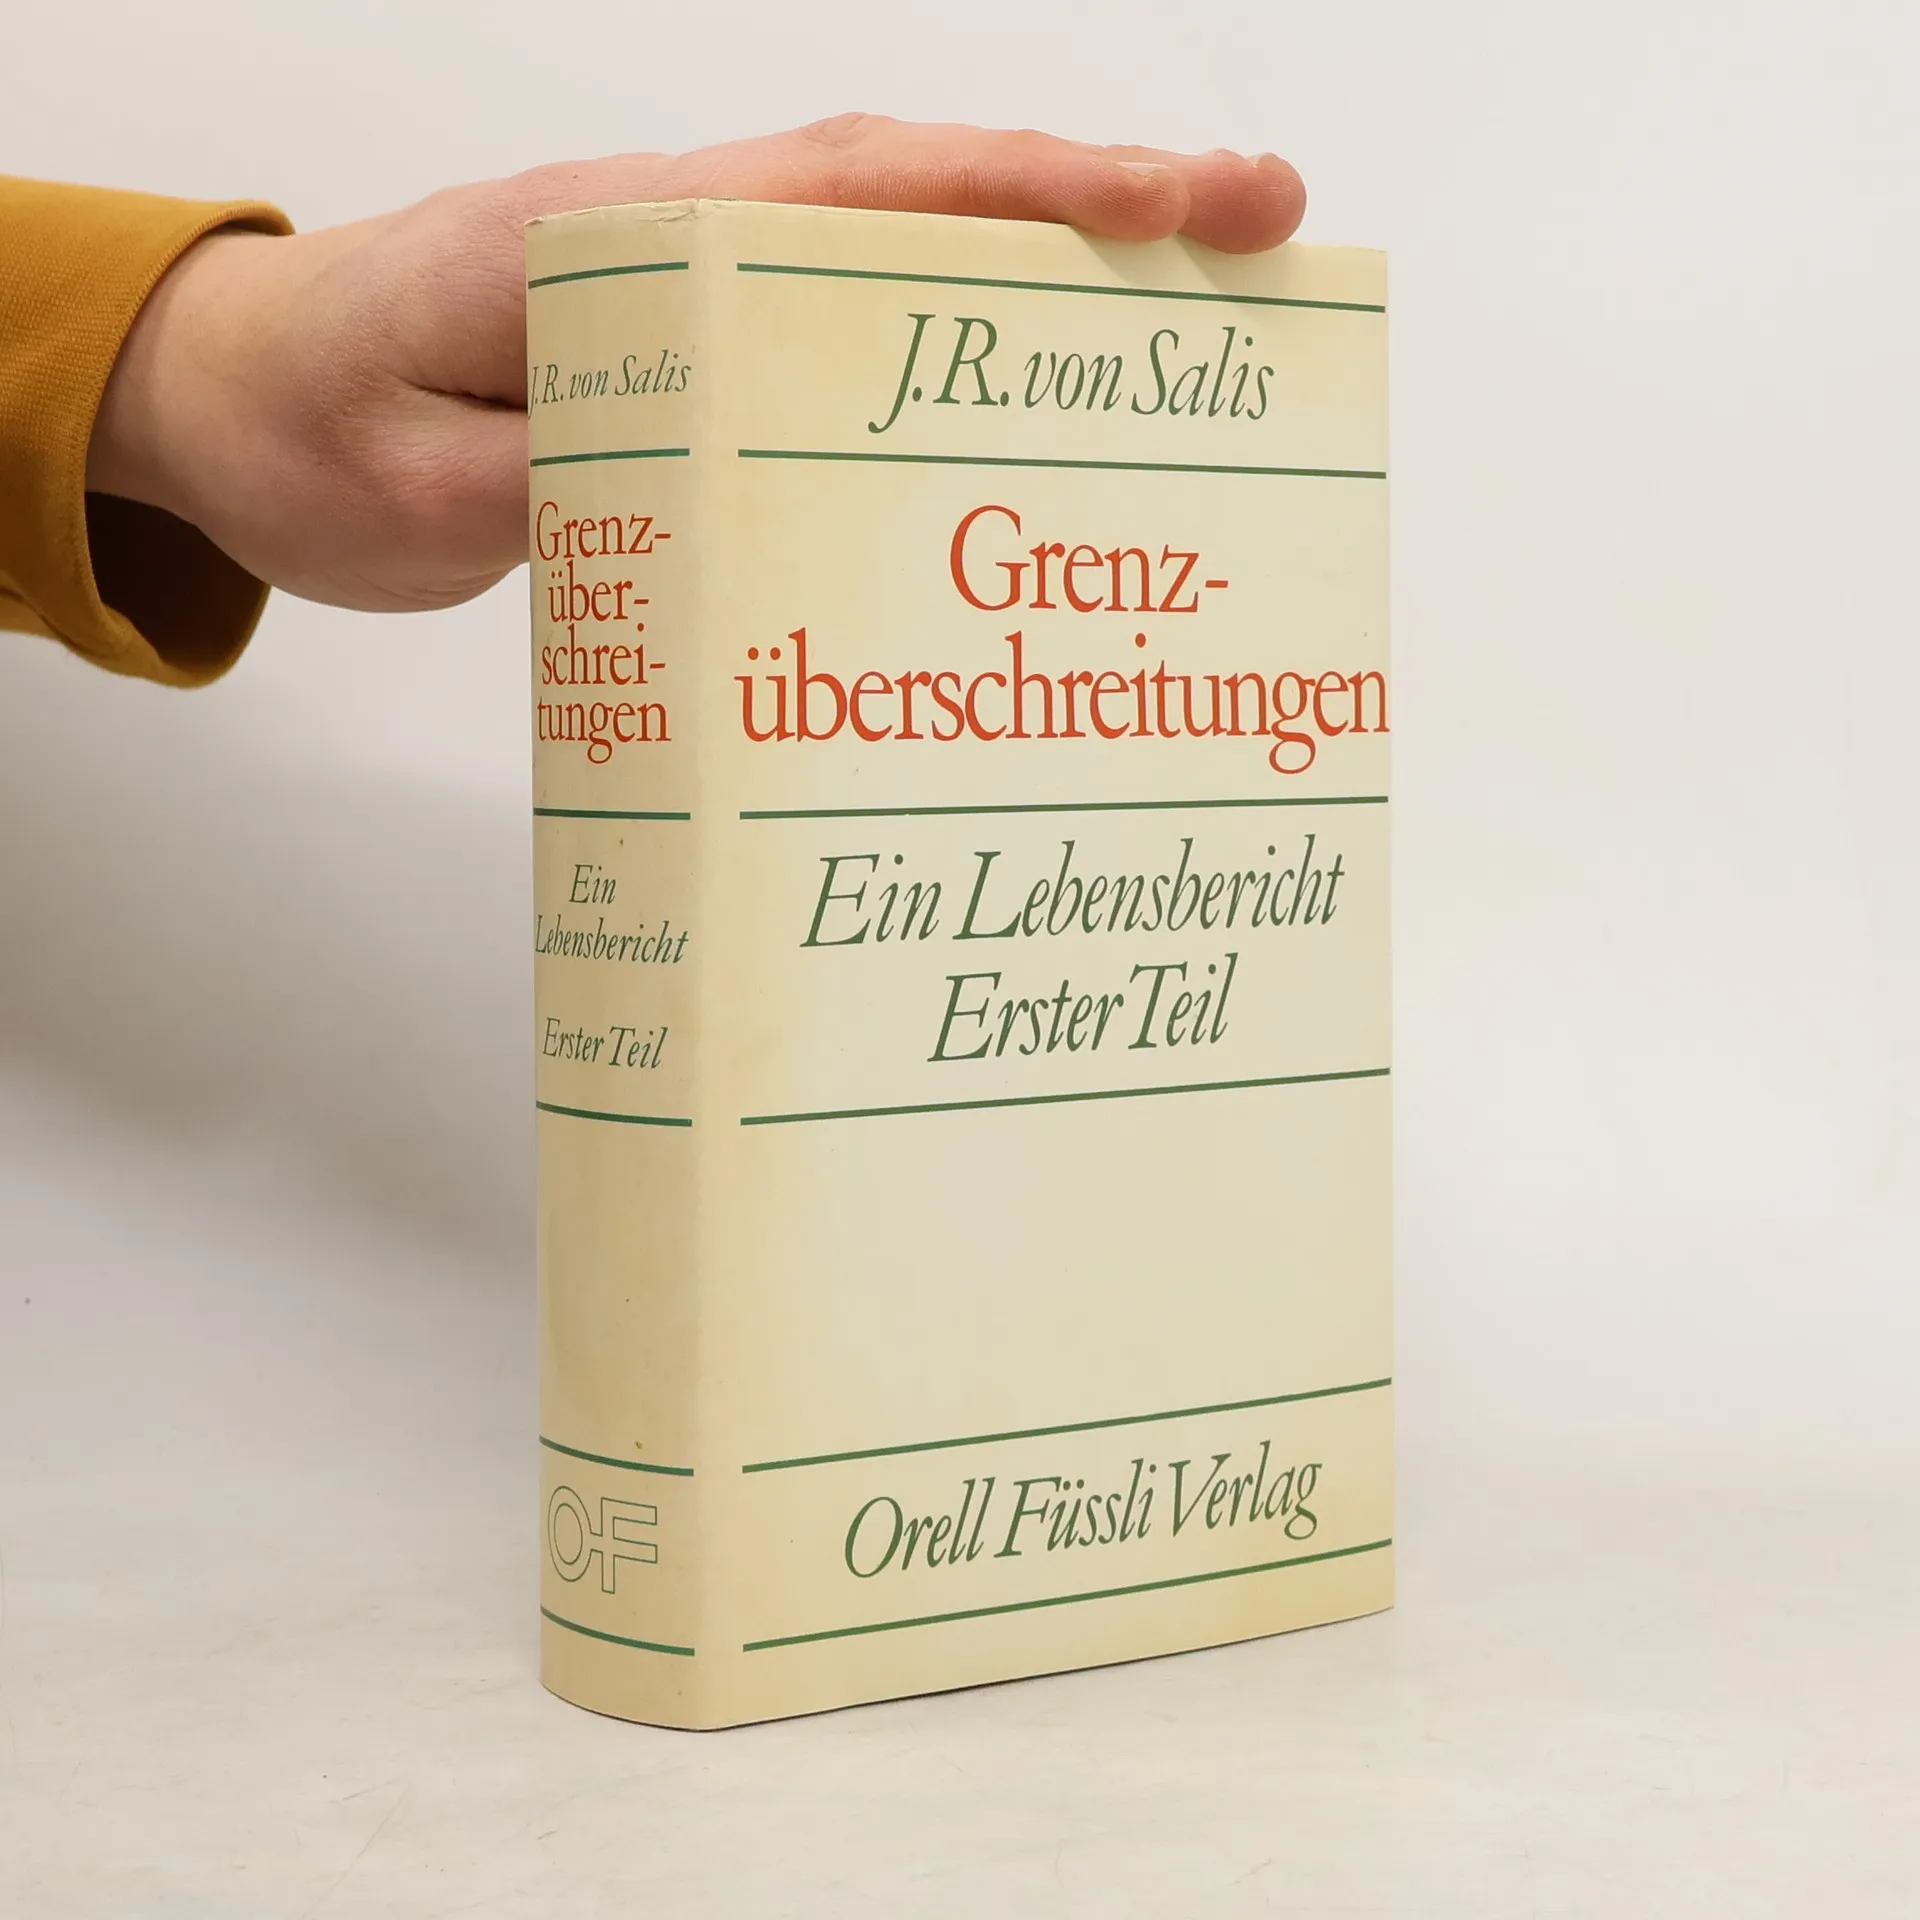 J. R. von Salis
Grenz-
über-
schrei-
tungen
Ein
Lebensbericht
Erster Teil
OF
J. R. von Salis
Grenz-
überschreitungen
Ein Lebensbericht
Erster Teil
Orell Füssli Verlag